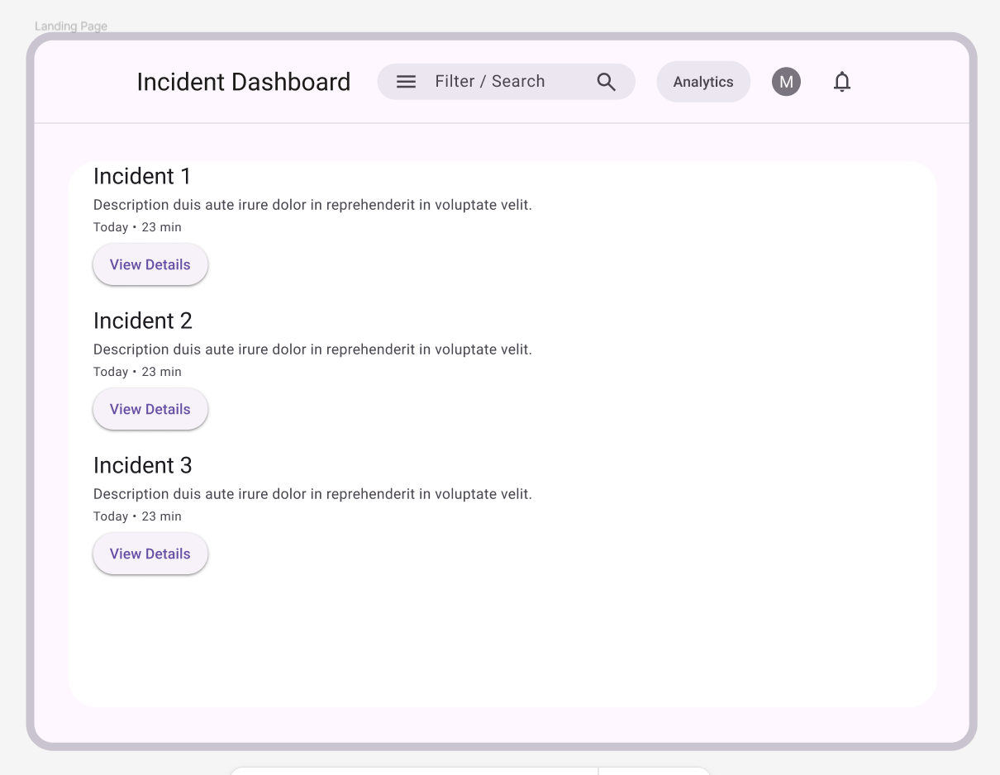 Landing Page
Incident Dashboard
Filter / Search
Analytics
M
Incident 1
Description duis aute irure dolor in reprehenderit in voluptate velit.
Today • 23 min
View Details
Incident 2
Description duis aute irure dolor in reprehenderit in voluptate velit.
Today • 23 min
View Details
Incident 3
Description duis aute irure dolor in reprehenderit in voluptate velit.
Today • 23 min
View Details